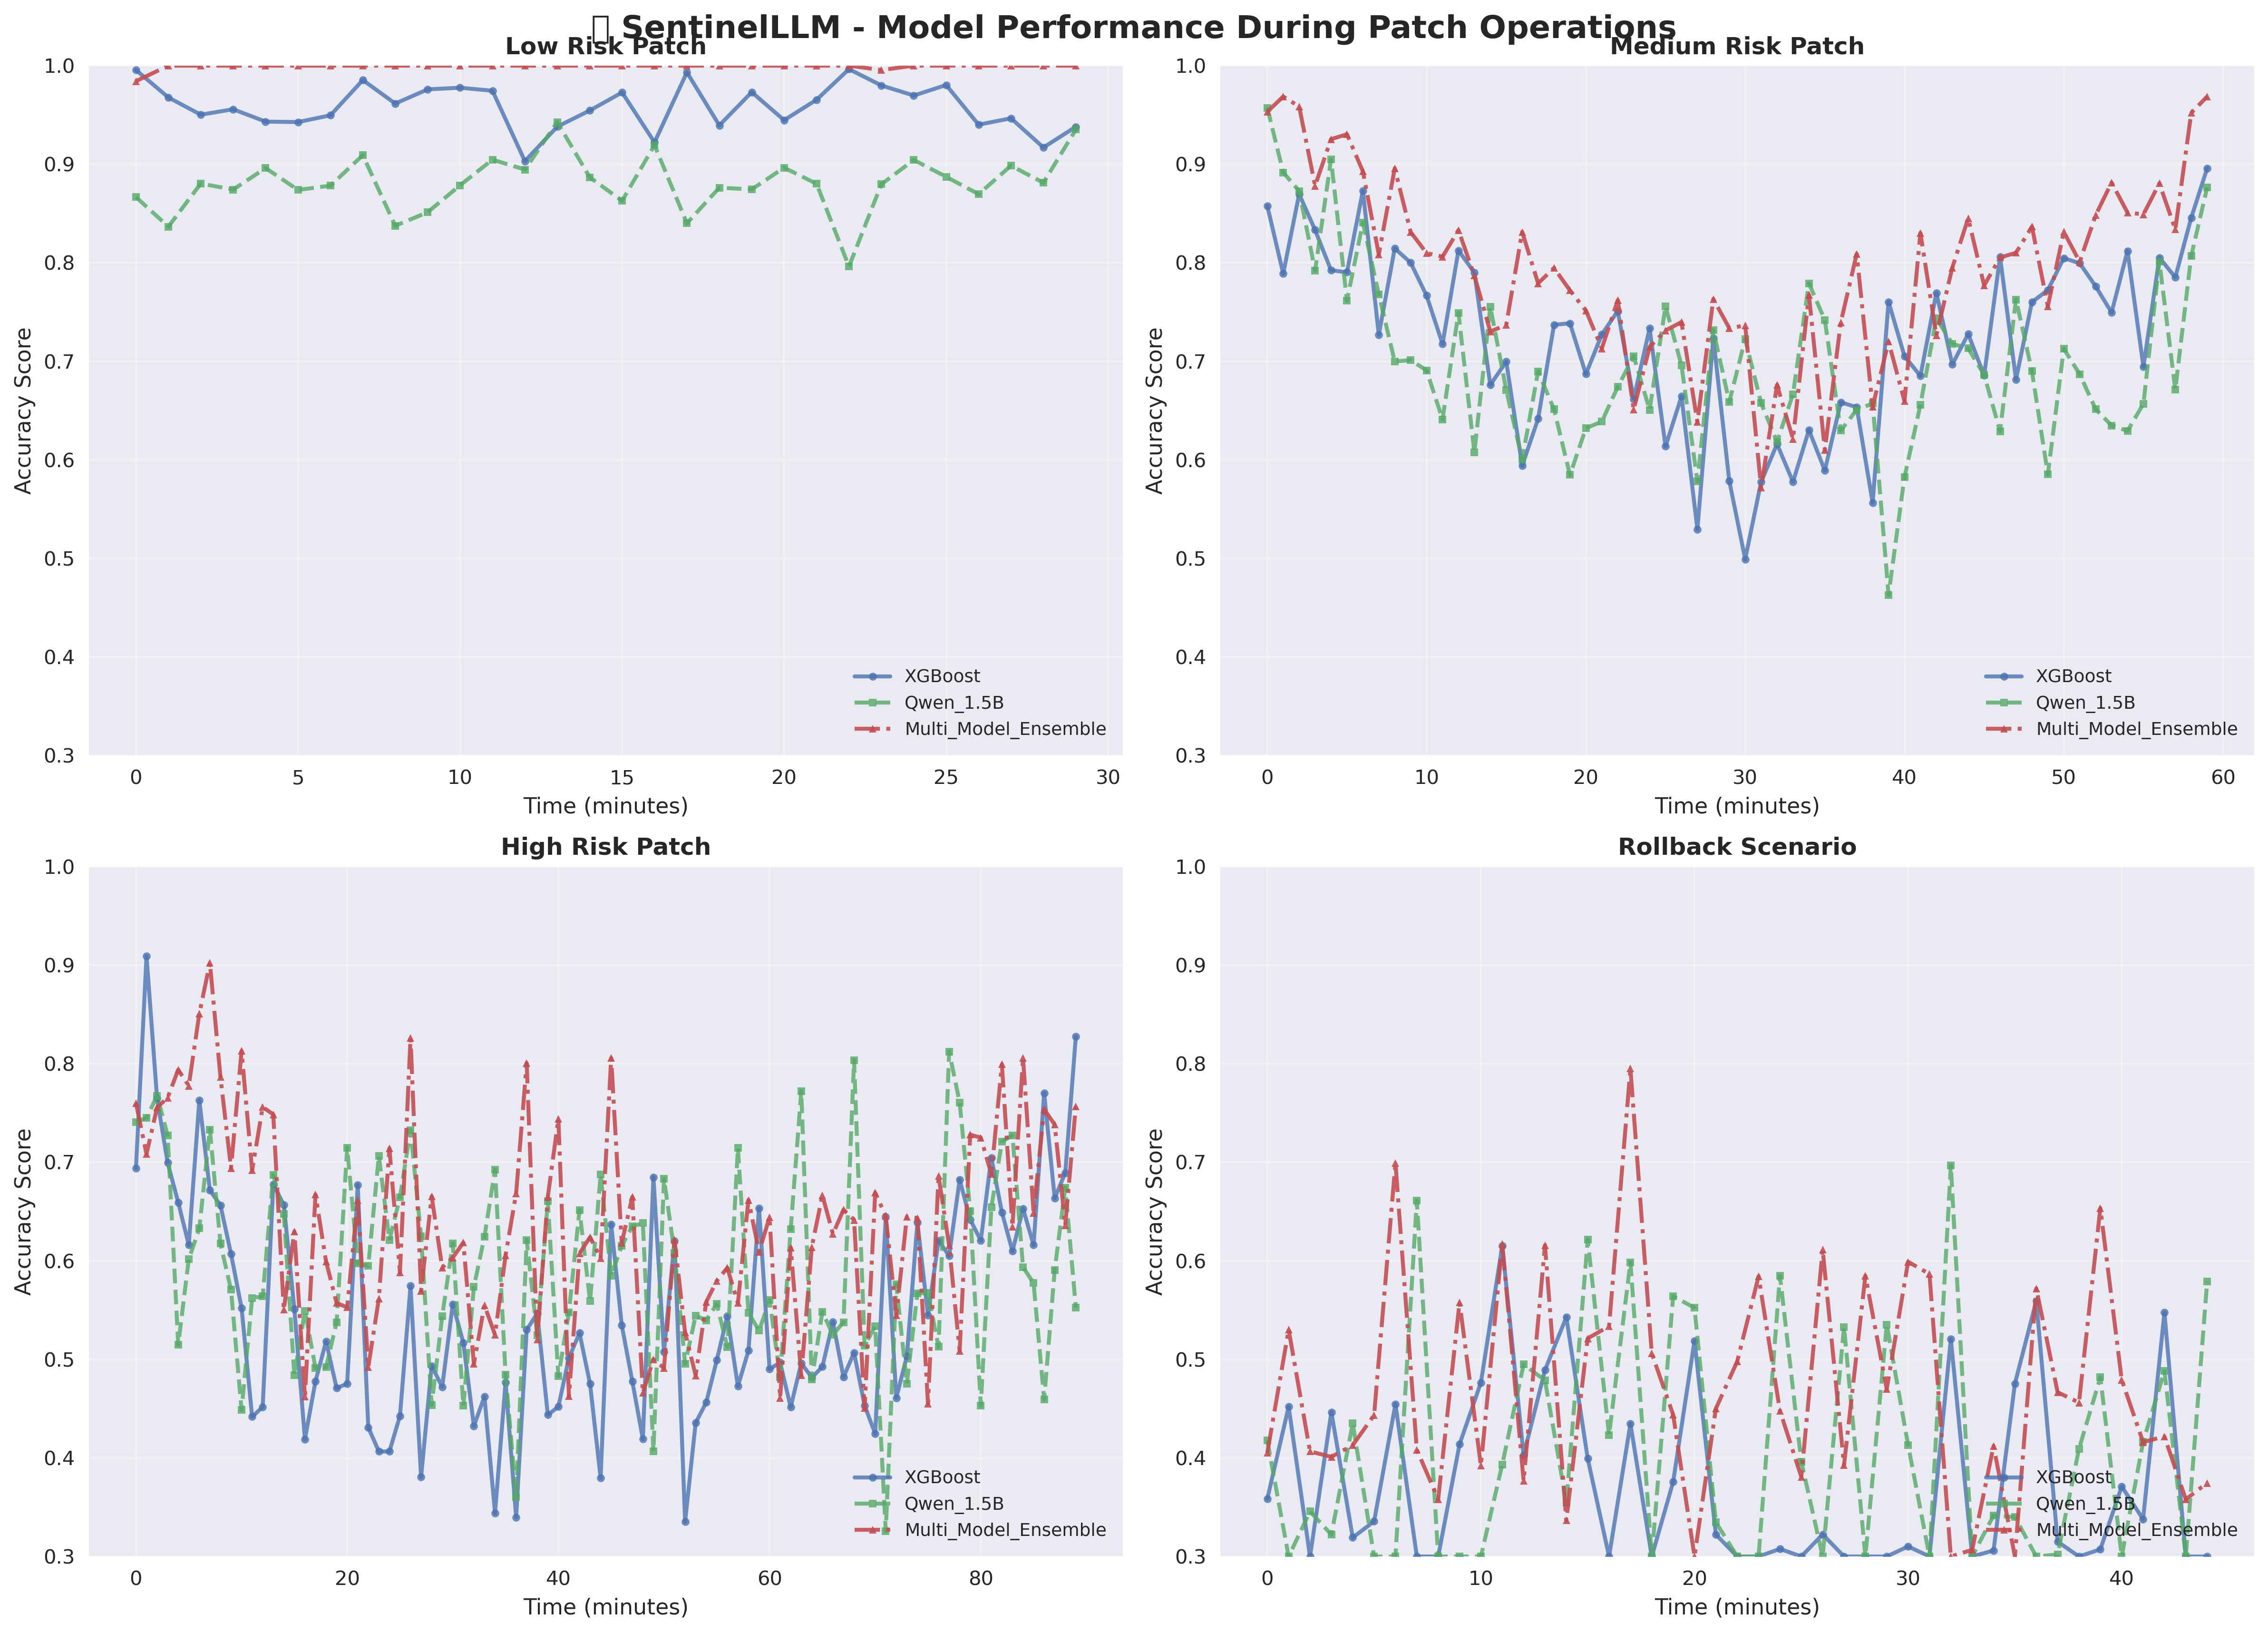 SentinelLLM - Model Performance During Patch Operations
Low Risk Patch
1.0
0.9
0.8
0.7
0.6
0.5
0.4
0.3
Accuracy Score
XGBoost
Qwen_1.5B
Multi_Model_Ensemble
0 5 10 15 20 25 30
Time (minutes)
Medium Risk Patch
1.0
0.9
0.8
0.7
0.6
0.5
0.4
0.3
Accuracy Score
XGBoost
Qwen_1.5B
Multi_Model_Ensemble
0 10 20 30 40 50 60
Time (minutes)
High Risk Patch
1.0
0.9
0.8
0.7
0.6
0.5
0.4
0.3
Accuracy Score
XGBoost
Qwen_1.5B
Multi_Model_Ensemble
0 20 40 60 80
Time (minutes)
Rollback Scenario
1.0
0.9
0.8
0.7
0.6
0.5
0.4
0.3
Accuracy Score
XGBoost
Qwen_1.5B
Multi_Model_Ensemble
0 10 20 30 40
Time (minutes)